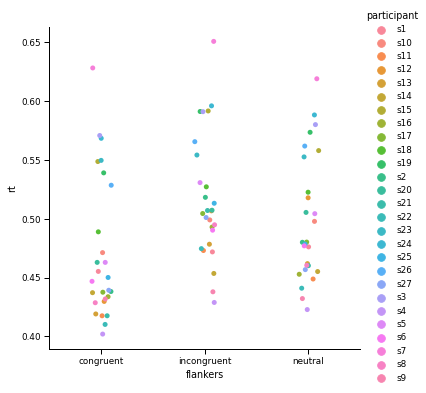 participant
s1
s10
s11
s12
s13
s14
s15
s16
s17
s18
s19
s2
s20
s21
s22
s23
s24
s25
s26
s27
s3
s4
s5
s6
s7
s8
s9
0.65
0.60
0.55
0.50
0.45
0.40
rt
congruent incongruent neutral
flankers